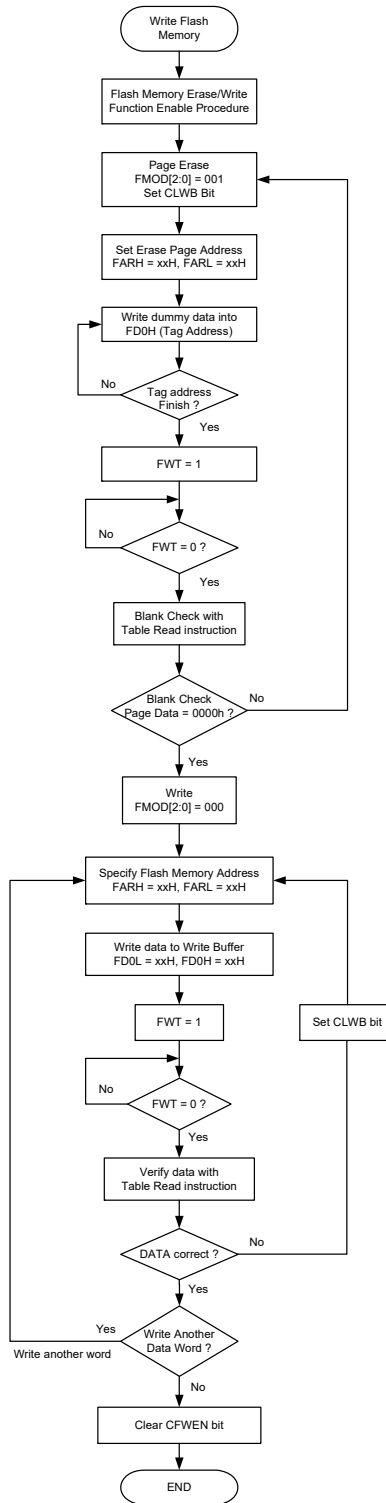 Write Flash
Memory
Flash Memory Erase/Write
Function Enable Procedure
Page Erase
FMOD[2:0] = 001
Set CLWB Bit
Set Erase Page Address
FARH = xxH, FARL = xxH
Write dummy data into
FD0H (Tag Address)
No
Tag address
Finish ?
Yes
FWT = 1
No
FWT = 0 ?
Yes
Blank Check with
Table Read instruction
Blank Check
Page Data = 0000h ?
No
Yes
Write
FMOD[2:0] = 000
Specify Flash Memory Address
FARH = xxH, FARL = xxH
Write data to Write Buffer
FD0L = xxH, FD0H = xxH
FWT = 1
Set CLWB bit
No
FWT = 0 ?
Yes
Verify data with
Table Read instruction
DATA correct ?
No
Yes
Yes
Write another word
Write Another
Data Word ?
No
Clear CFWEN bit
END